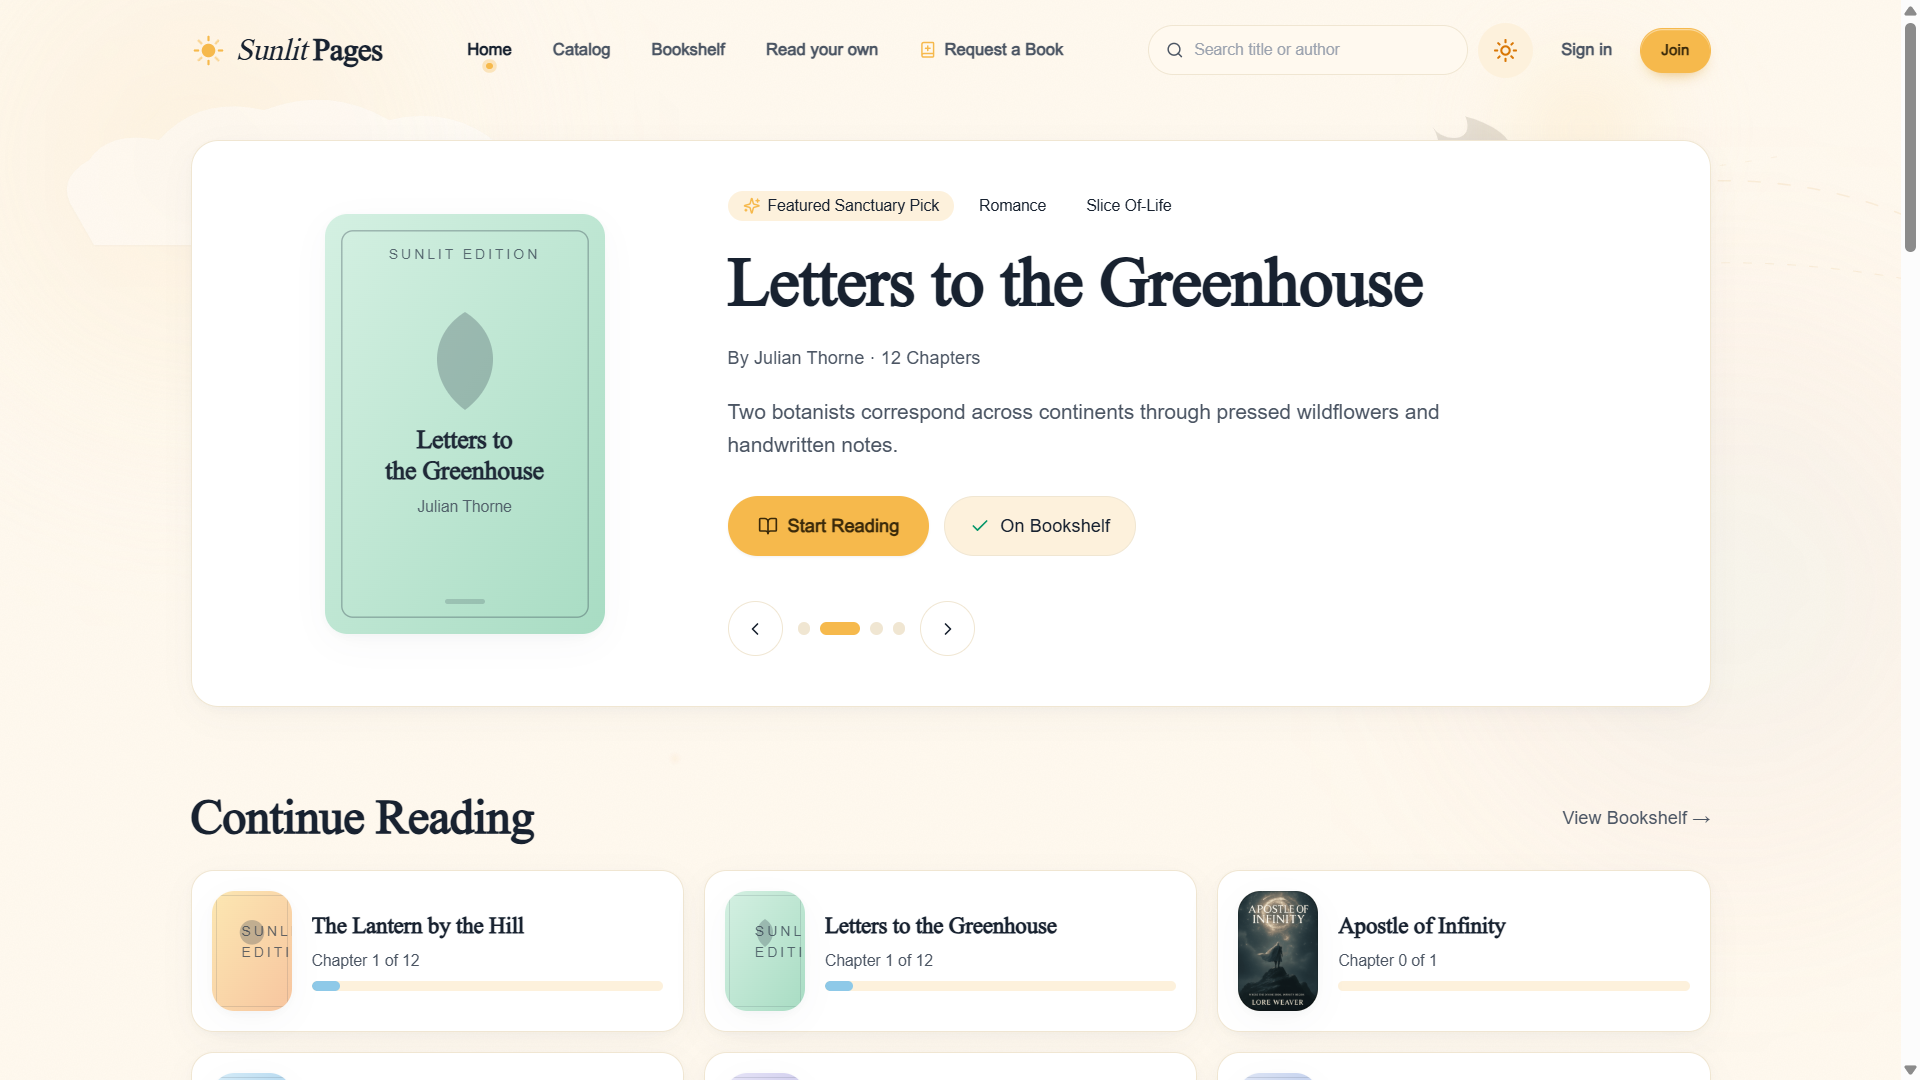 Sunlit Pages
Home
Catalog
Bookshelf
Read your own
Request a Book
Search title or author
Sign in
Join
SUNLIT EDITION
Letters to
the Greenhouse
Julian Thorne
Featured Sanctuary Pick
Romance
Slice Of-Life
Letters to the Greenhouse
By Julian Thorne · 12 Chapters
Two botanists correspond across continents through pressed wildflowers and
handwritten notes.
Start Reading
On Bookshelf
Continue Reading
View Bookshelf →
SUNL
EDITI
The Lantern by the Hill
Chapter 1 of 12
SUNL
EDITI
Letters to the Greenhouse
Chapter 1 of 12
APOSTLE OF
INFINITY
LORE WEAVER
Apostle of Infinity
Chapter 0 of 1